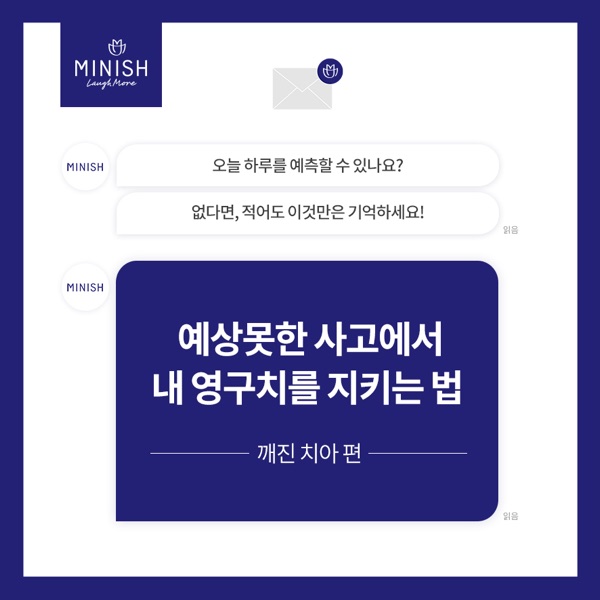 MINISH
Laugh More
MINISH
오늘 하루를 예측할 수 있나요?
없다면, 적어도 이것만은 기억하세요!
읽음
MINISH
예상못한 사고에서
내 영구치를 지키는 법
깨진 치아 편
읽음